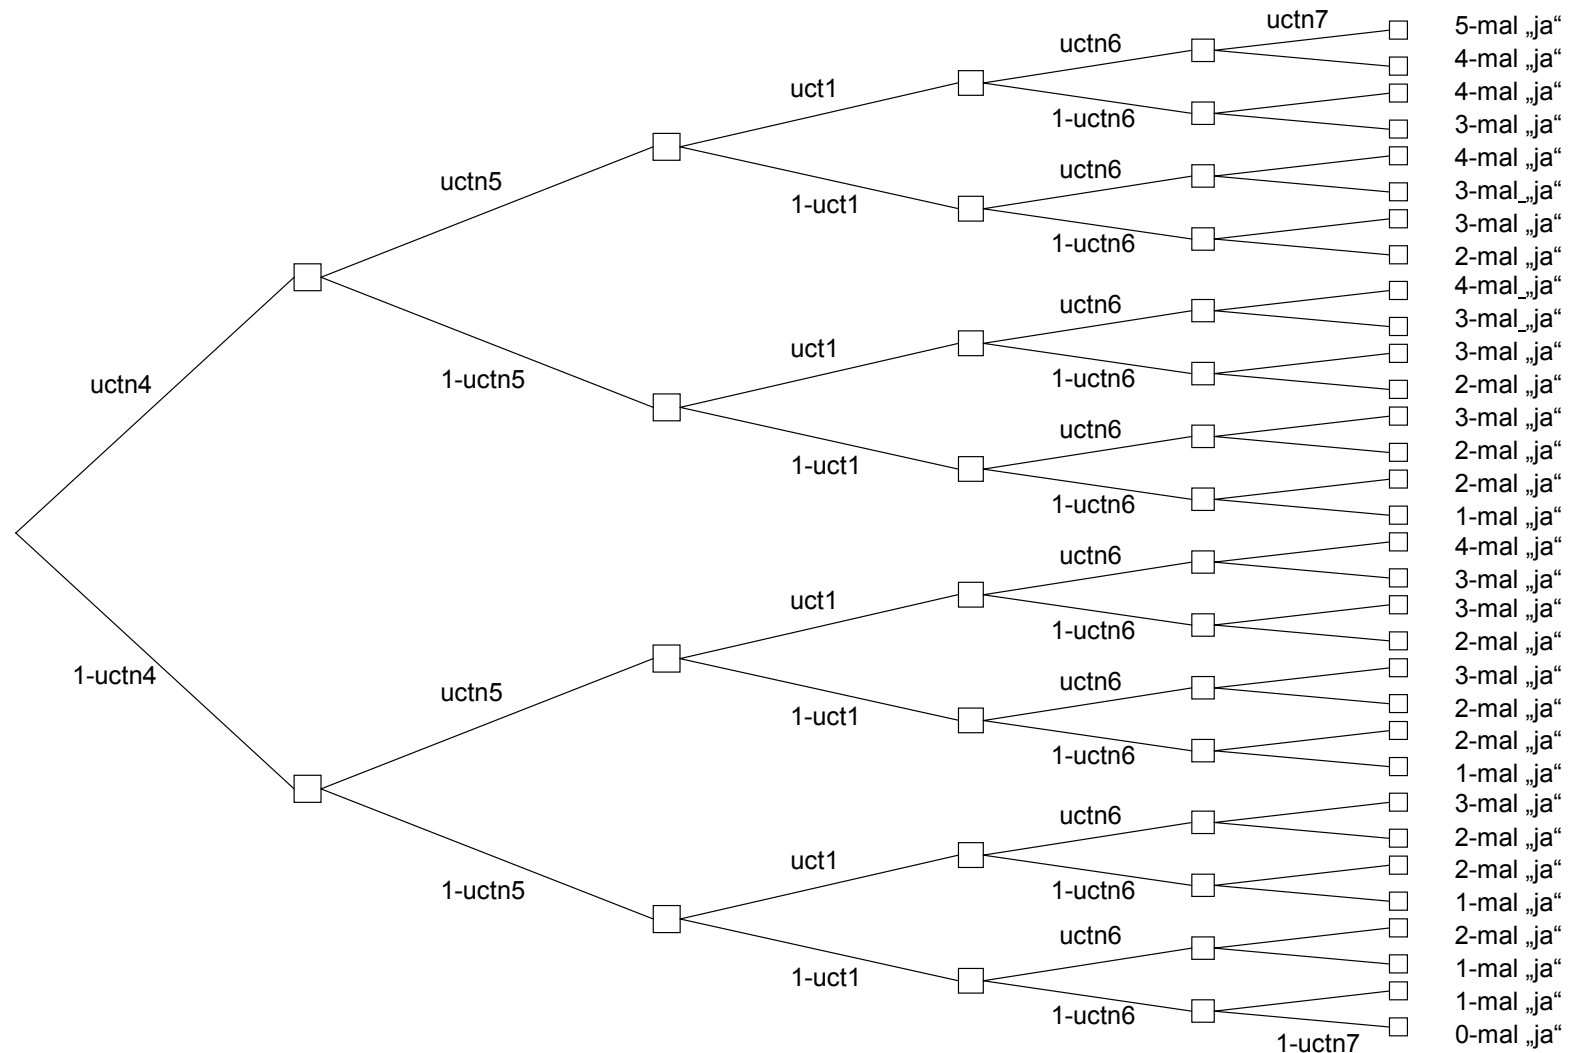 uctn7
5-mal „ja“
uctn6
4-mal „ja“
uct1
4-mal „ja“
1-uctn6
3-mal „ja“
uctn5
uctn6
4-mal „ja“
1-uct1
3-mal „ja“
3-mal „ja“
1-uctn6
2-mal „ja“
4-mal „ja“
uctn6
3-mal „ja“
uct1
3-mal „ja“
uctn4
1-uctn5
1-uctn6
2-mal „ja“
uctn6
3-mal „ja“
1-uct1
2-mal „ja“
2-mal „ja“
1-uctn6
1-mal „ja“
uctn6
4-mal „ja“
3-mal „ja“
uct1
3-mal „ja“
1-uctn6
2-mal „ja“
1-uctn4
uctn5
uctn6
3-mal „ja“
1-uct1
2-mal „ja“
2-mal „ja“
1-uctn6
1-mal „ja“
3-mal „ja“
uctn6
2-mal „ja“
uct1
2-mal „ja“
1-uctn5
1-uctn6
1-mal „ja“
uctn6
2-mal „ja“
1-uct1
1-mal „ja“
1-mal „ja“
1-uctn6
0-mal „ja“
1-uctn7